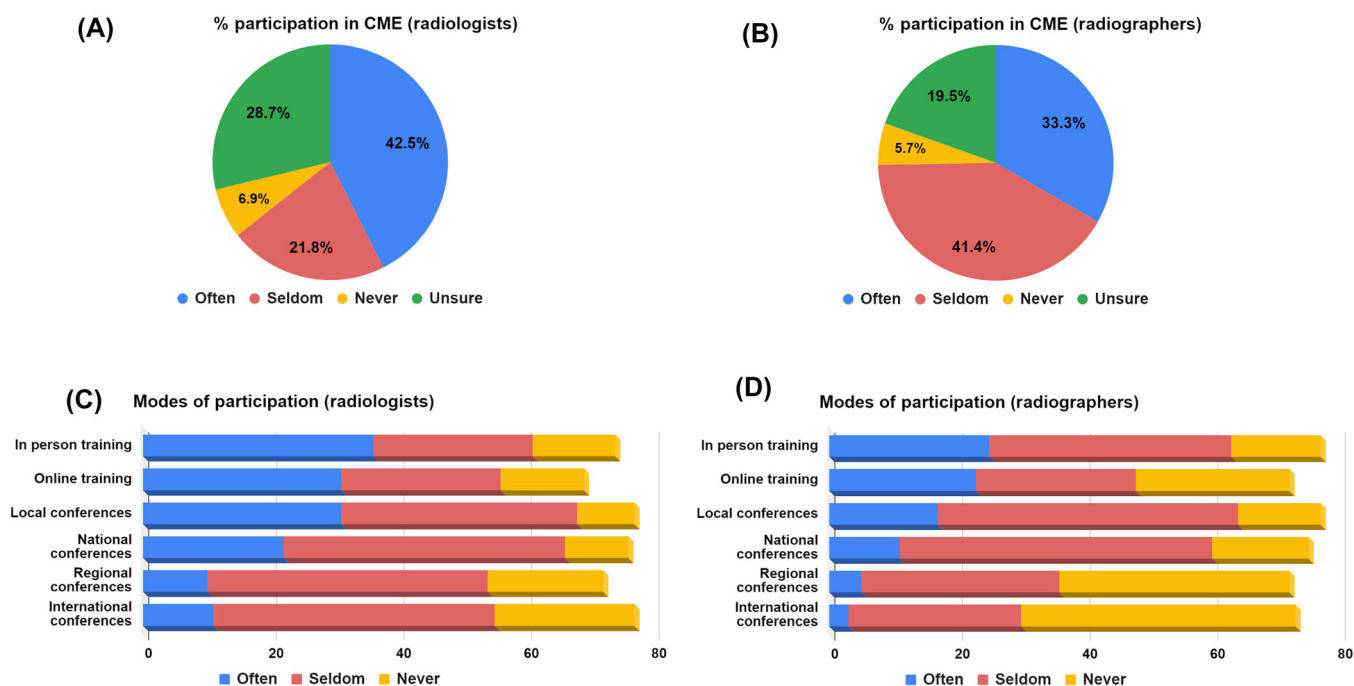 (A)
% participation in CME (radiologists)
28.7%
42.5%
6.9%
21.8%
Often Seldom Never Unsure
(B)
% participation in CME (radiographers)
19.5%
33.3%
5.7%
41.4%
Often Seldom Never Unsure
(C)
Modes of participation (radiologists)
In person training
Online training
Local conferences
National
conferences
Regional
conferences
International
conferences
0 20 40 60 80
Often Seldom Never
(D)
Modes of participation (radiographers)
In person training
Online training
Local conferences
National
conferences
Regional
conferences
International
conferences
0 20 40 60 80
Often Seldom Never